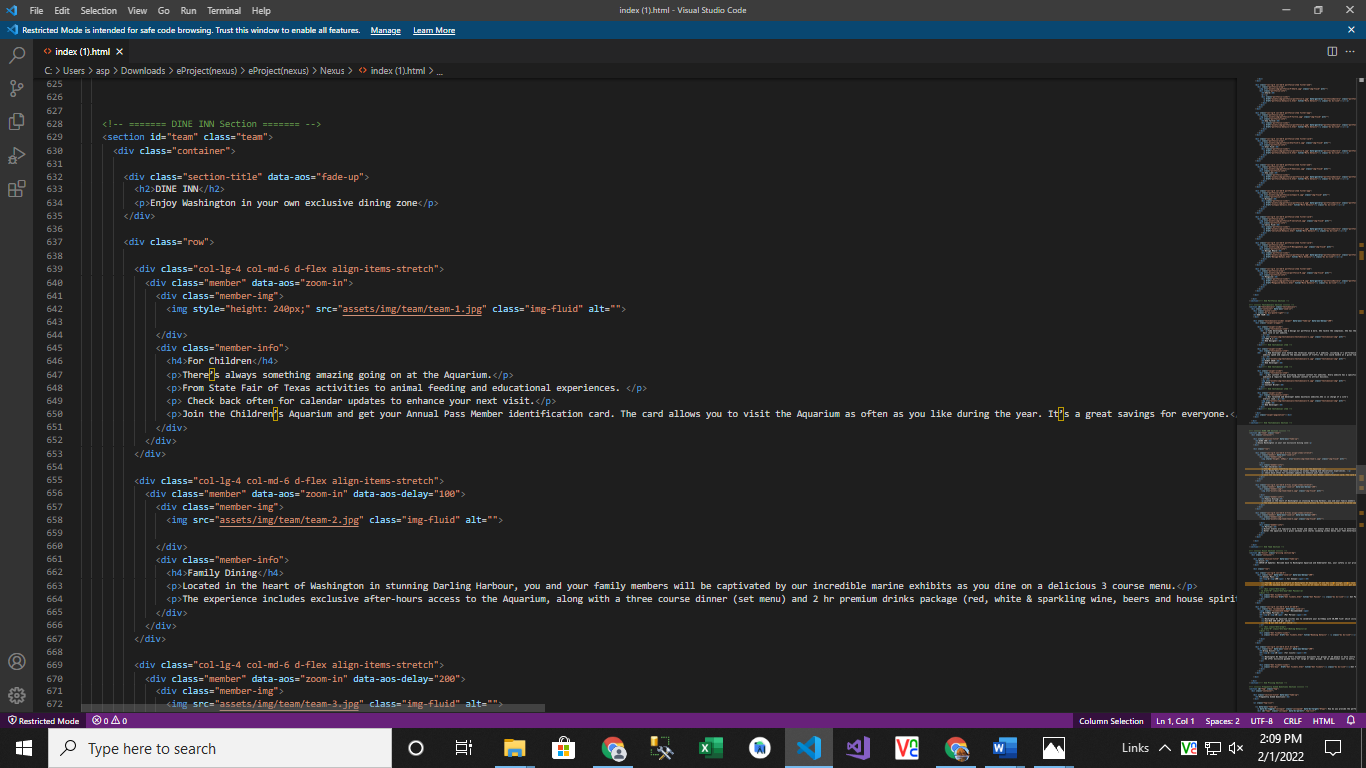 File Edit Selection View Go Run Terminal Help index (1).html - Visual Studio Code
Restricted Mode is intended for safe code browsing. Trust this window to enable all features. Manage Learn More
index (1).html
C: > Users > asp > Downloads > eProject(nexus) > eProject(nexus) > Nexus > index (1).html > ...
625
626
627
628 <!-- ======= DINE INN Section ======= -->
629 <section id="team" class="team">
630 <div class="container">
631
632 <div class="section-title" data-aos="fade-up">
633 <h2>DINE INN</h2>
634 <p>Enjoy Washington in your own exclusive dining zone</p>
635 </div>
636
637 <div class="row">
638
639 <div class="col-lg-4 col-md-6 d-flex align-items-stretch">
640 <div class="member" data-aos="zoom-in">
641 <div class="member-img">
642 <img style="height: 240px;" src="assets/img/team/team-1.jpg" class="img-fluid" alt="">
643
644 </div>
645 <div class="member-info">
646 <h4>For Children</h4>
647 <p>There’s always something amazing going on at the Aquarium.</p>
648 <p>From State Fair of Texas activities to animal feeding and educational experiences. </p>
649 <p> Check back often for calendar updates to enhance your next visit.</p>
650 <p>Join the Children’s Aquarium and get your Annual Pass Member identification card. The card allows you to visit the Aquarium as often as you like during the year. It’s a great savings for everyone.<
651 </div>
652 </div>
653 </div>
654
655 <div class="col-lg-4 col-md-6 d-flex align-items-stretch">
656 <div class="member" data-aos="zoom-in" data-aos-delay="100">
657 <div class="member-img">
658 <img src="assets/img/team/team-2.jpg" class="img-fluid" alt="">
659
660 </div>
661 <div class="member-info">
662 <h4>Family Dining</h4>
663 <p>Located in the heart of Washington in stunning Darling Harbour, you and your family members will be captivated by our incredible marine exhibits as you dine on a delicious 3 course menu.</p>
664 <p>The experience includes exclusive after-hours access to the Aquarium, along with a three course dinner (set menu) and 2 hr premium drinks package (red, white & sparkling wine, beers and house spirit
665 </div>
666 </div>
667 </div>
668
669 <div class="col-lg-4 col-md-6 d-flex align-items-stretch">
670 <div class="member" data-aos="zoom-in" data-aos-delay="200">
671 <div class="member-img">
672 <img src="assets/img/team/team-3.jpg" class="img-fluid" alt="">
Restricted Mode 0 0 Column Selection Ln 1, Col 1 Spaces: 2 UTF-8 CRLF HTML
Type here to search Links 2:09 PM
2/1/2022